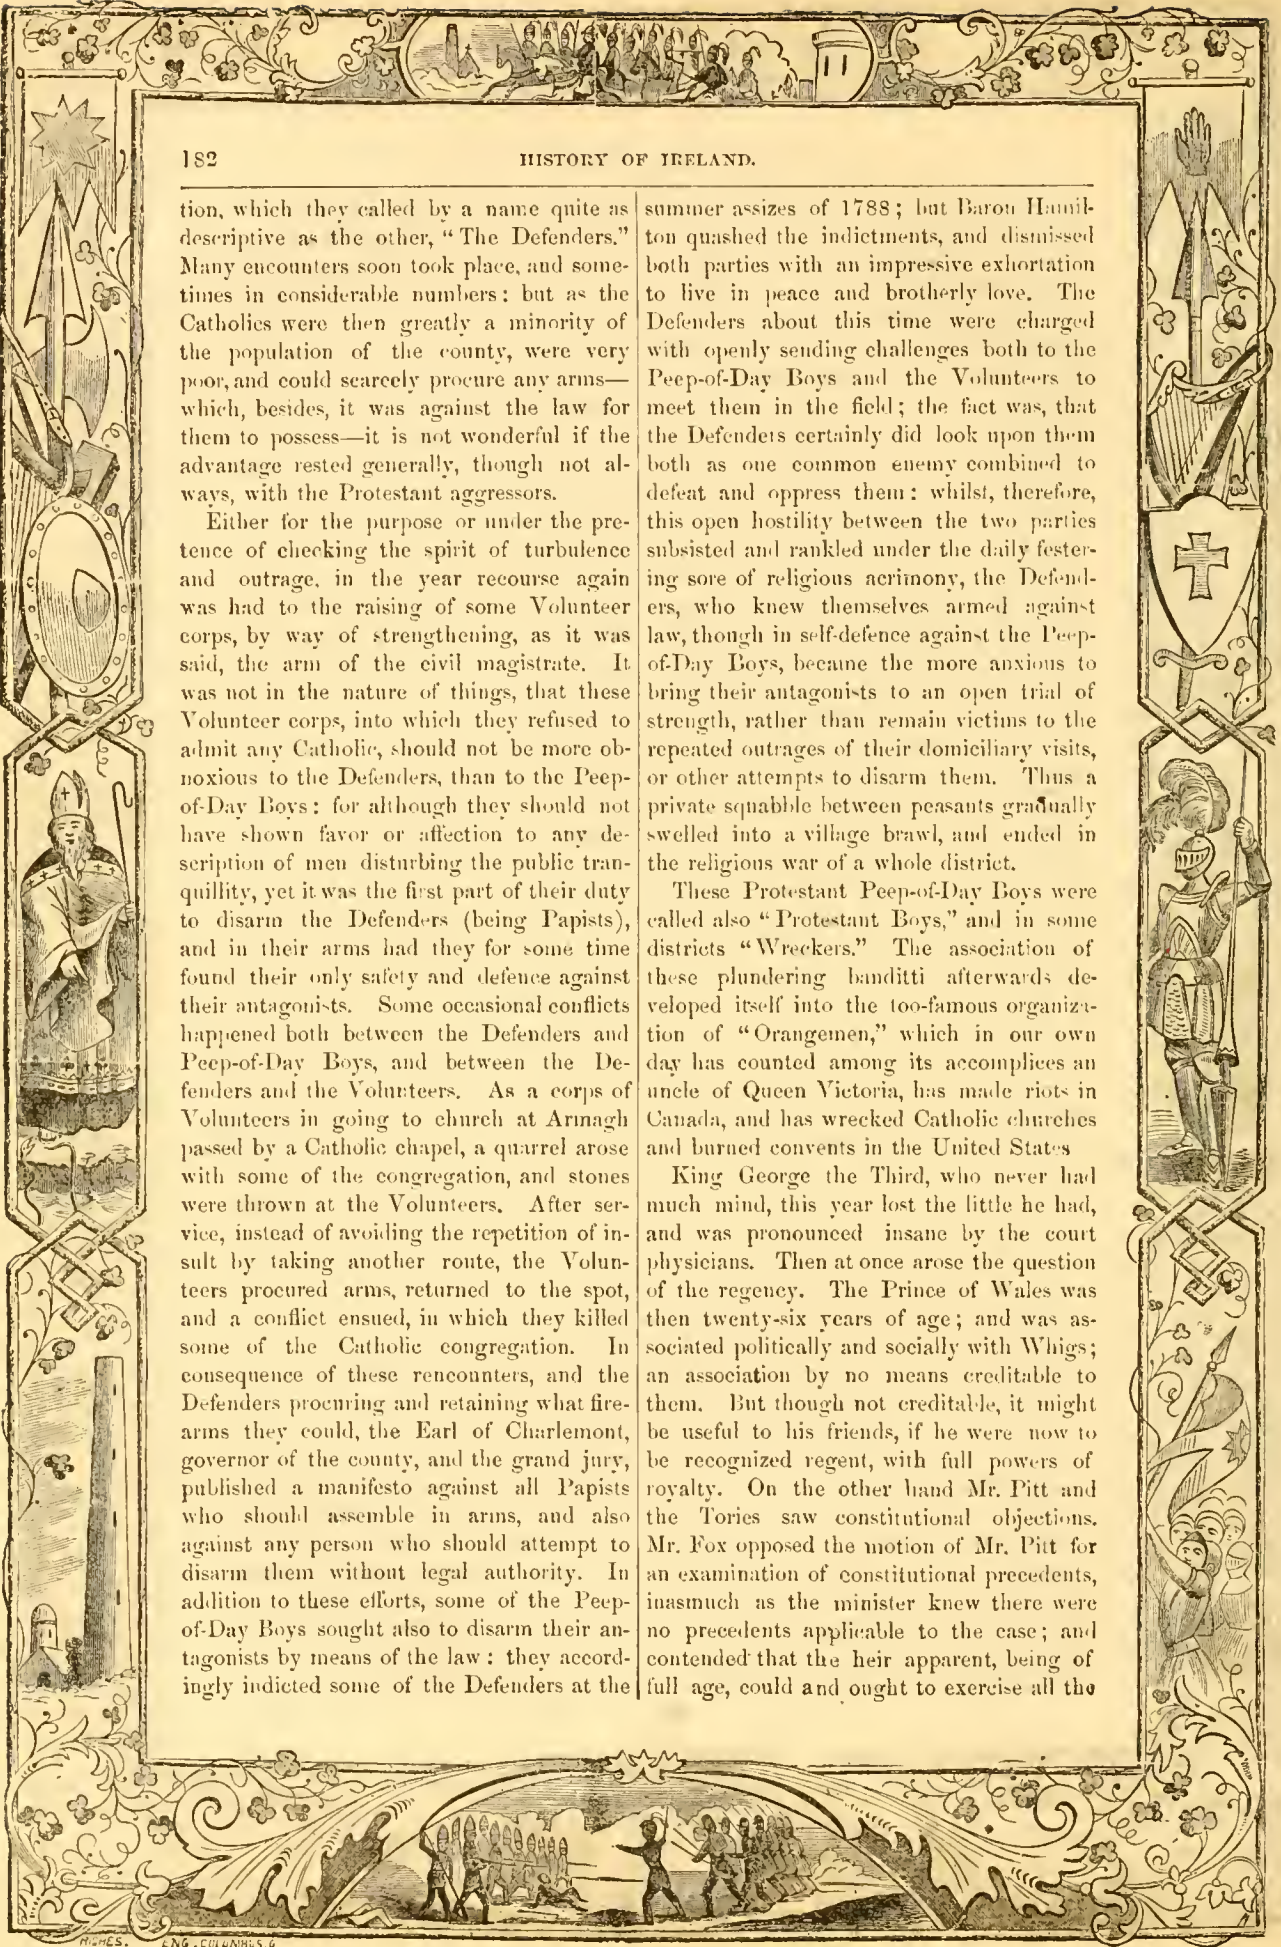 182
HISTORY OF IRELAND.
tion, which they called by a name quite as
descriptive as the other, “The Defenders.”
Many encounters soon took place, and some-
times in considerable numbers: but as the
Catholics were then greatly a minority of
the population of the county, were very
poor, and could scarcely procure any arms—
which, besides, it was against the law for
them to possess—it is not wonderful if the
advantage rested generally, though not al-
ways, with the Protestant aggressors.
Either for the purpose or under the pre-
tence of checking the spirit of turbulence
and outrage, in the year recourse again
was had to the raising of some Volunteer
corps, by way of strengthening, as it was
said, the arm of the civil magistrate. It
was not in the nature of things, that these
Volunteer corps, into which they refused to
admit any Catholic, should not be more ob-
noxious to the Defenders, than to the Peep-
of-Day Boys: for although they should not
have shown favor or affection to any de-
scription of men disturbing the public tran-
quillity, yet it was the first part of their duty
to disarm the Defenders (being Papists),
and in their arms had they for some time
found their only safety and defence against
their antagonists. Some occasional conflicts
happened both between the Defenders and
Peep-of-Day Boys, and between the De-
fenders and the Volunteers. As a corps of
Volunteers in going to church at Armagh
passed by a Catholic chapel, a quarrel arose
with some of the congregation, and stones
were thrown at the Volunteers. After ser-
vice, instead of avoiding the repetition of in-
sult by taking another route, the Volun-
teers procured arms, returned to the spot,
and a conflict ensued, in which they killed
some of the Catholic congregation. In
consequence of these rencounters, and the
Defenders procuring and retaining what fire-
arms they could, the Earl of Charlemont,
governor of the county, and the grand jury,
published a manifesto against all Papists
who should assemble in arms, and also
against any person who should attempt to
disarm them without legal authority. In
addition to these efforts, some of the Peep-
of-Day Boys sought also to disarm their an-
tagonists by means of the law: they accord-
ingly indicted some of the Defenders at the
summer assizes of 1788; but Baron Hamil-
ton quashed the indictments, and dismissed
both parties with an impressive exhortation
to live in peace and brotherly love. The
Defenders about this time were charged
with openly sending challenges both to the
Peep-of-Day Boys and the Volunteers to
meet them in the field; the fact was, that
the Defenders certainly did look upon them
both as one common enemy combined to
defeat and oppress them: whilst, therefore,
this open hostility between the two parties
subsisted and rankled under the daily fester-
ing sore of religious acrimony, the Defend-
ers, who knew themselves armed against
law, though in self-defence against the Peep-
of-Day Boys, became the more anxious to
bring their antagonists to an open trial of
strength, rather than remain victims to the
repeated outrages of their domiciliary visits,
or other attempts to disarm them. Thus a
private squabble between peasants gradually
swelled into a village brawl, and ended in
the religious war of a whole district.
These Protestant Peep-of-Day Boys were
called also “Protestant Boys,” and in some
districts “Wreckers.” The association of
these plundering banditti afterwards de-
veloped itself into the too-famous organiza-
tion of “Orangemen,” which in our own
day has counted among its accomplices an
uncle of Queen Victoria, has made riots in
Canada, and has wrecked Catholic churches
and burned convents in the United States
King George the Third, who never had
much mind, this year lost the little he had,
and was pronounced insane by the court
physicians. Then at once arose the question
of the regency. The Prince of Wales was
then twenty-six years of age; and was as-
sociated politically and socially with Whigs;
an association by no means creditable to
them. But though not creditable, it might
be useful to his friends, if he were now to
be recognized regent, with full powers of
royalty. On the other hand Mr. Pitt and
the Tories saw constitutional objections.
Mr. Fox opposed the motion of Mr. Pitt for
an examination of constitutional precedents,
inasmuch as the minister knew there were
no precedents applicable to the case; and
contended that the heir apparent, being of
full age, could and ought to exercise all the
ENG. COLUMBUS. O